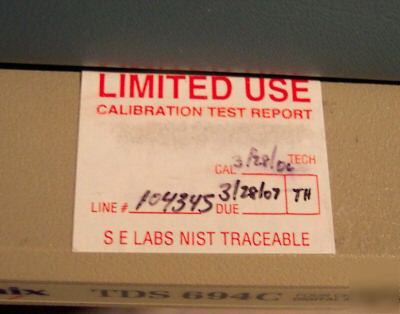 LIMITED USE
CALIBRATION TEST REPORT
CAL 3/28/06 TECH
LINE # 104345 DUE 3/28/07 TH
S E LABS NIST TRACEABLE
TDS 694C